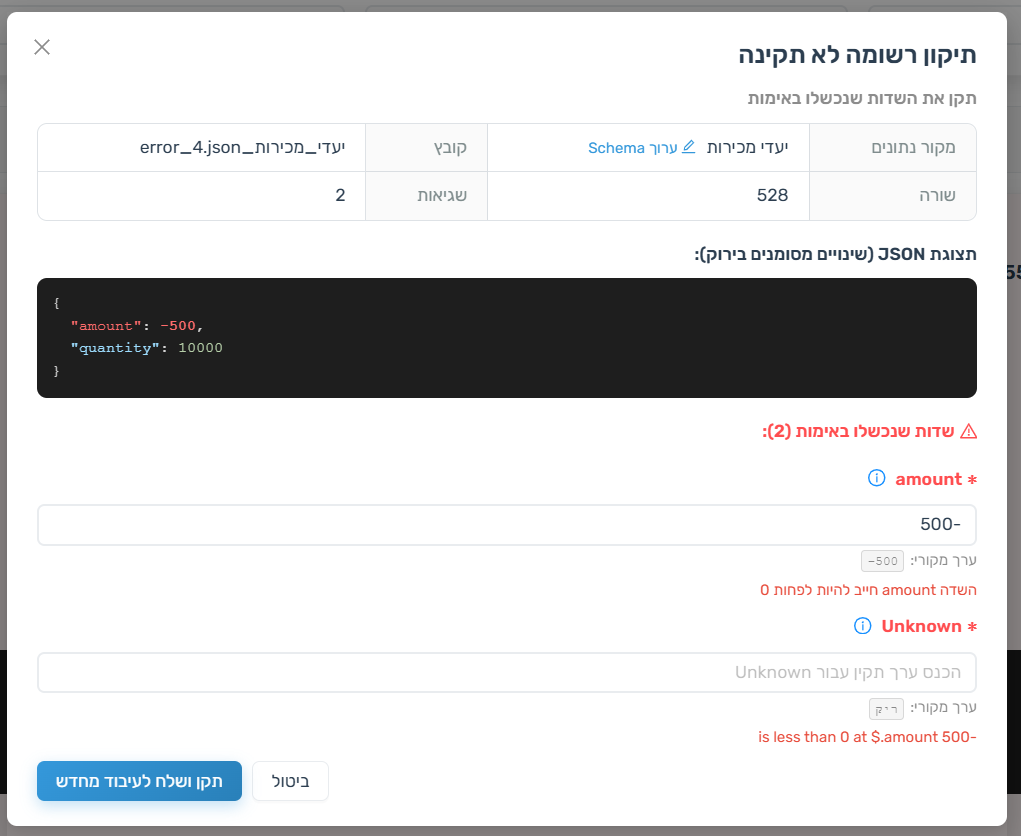 תיקון רשומה לא תקינה
תקן את השדות שנכשלו באימות
מקור נתונים יעדי מכירות ערוך Schema קובץ יעדי_מכירות_error_4.json
שורה 528 שגיאות 2
תצוגת JSON (שינויים מסומנים בירוק):
{
"amount": -500,
"quantity": 10000
}
שדות שנכשלו באימות (2):
* amount
-500
ערך מקורי: -500
השדה amount חייב להיות לפחות 0
* Unknown
הכנס ערך תקין עבור Unknown
ערך מקורי: ריק
-500 is less than 0 at $.amount
ביטול תקן ושלח לעיבוד מחדש